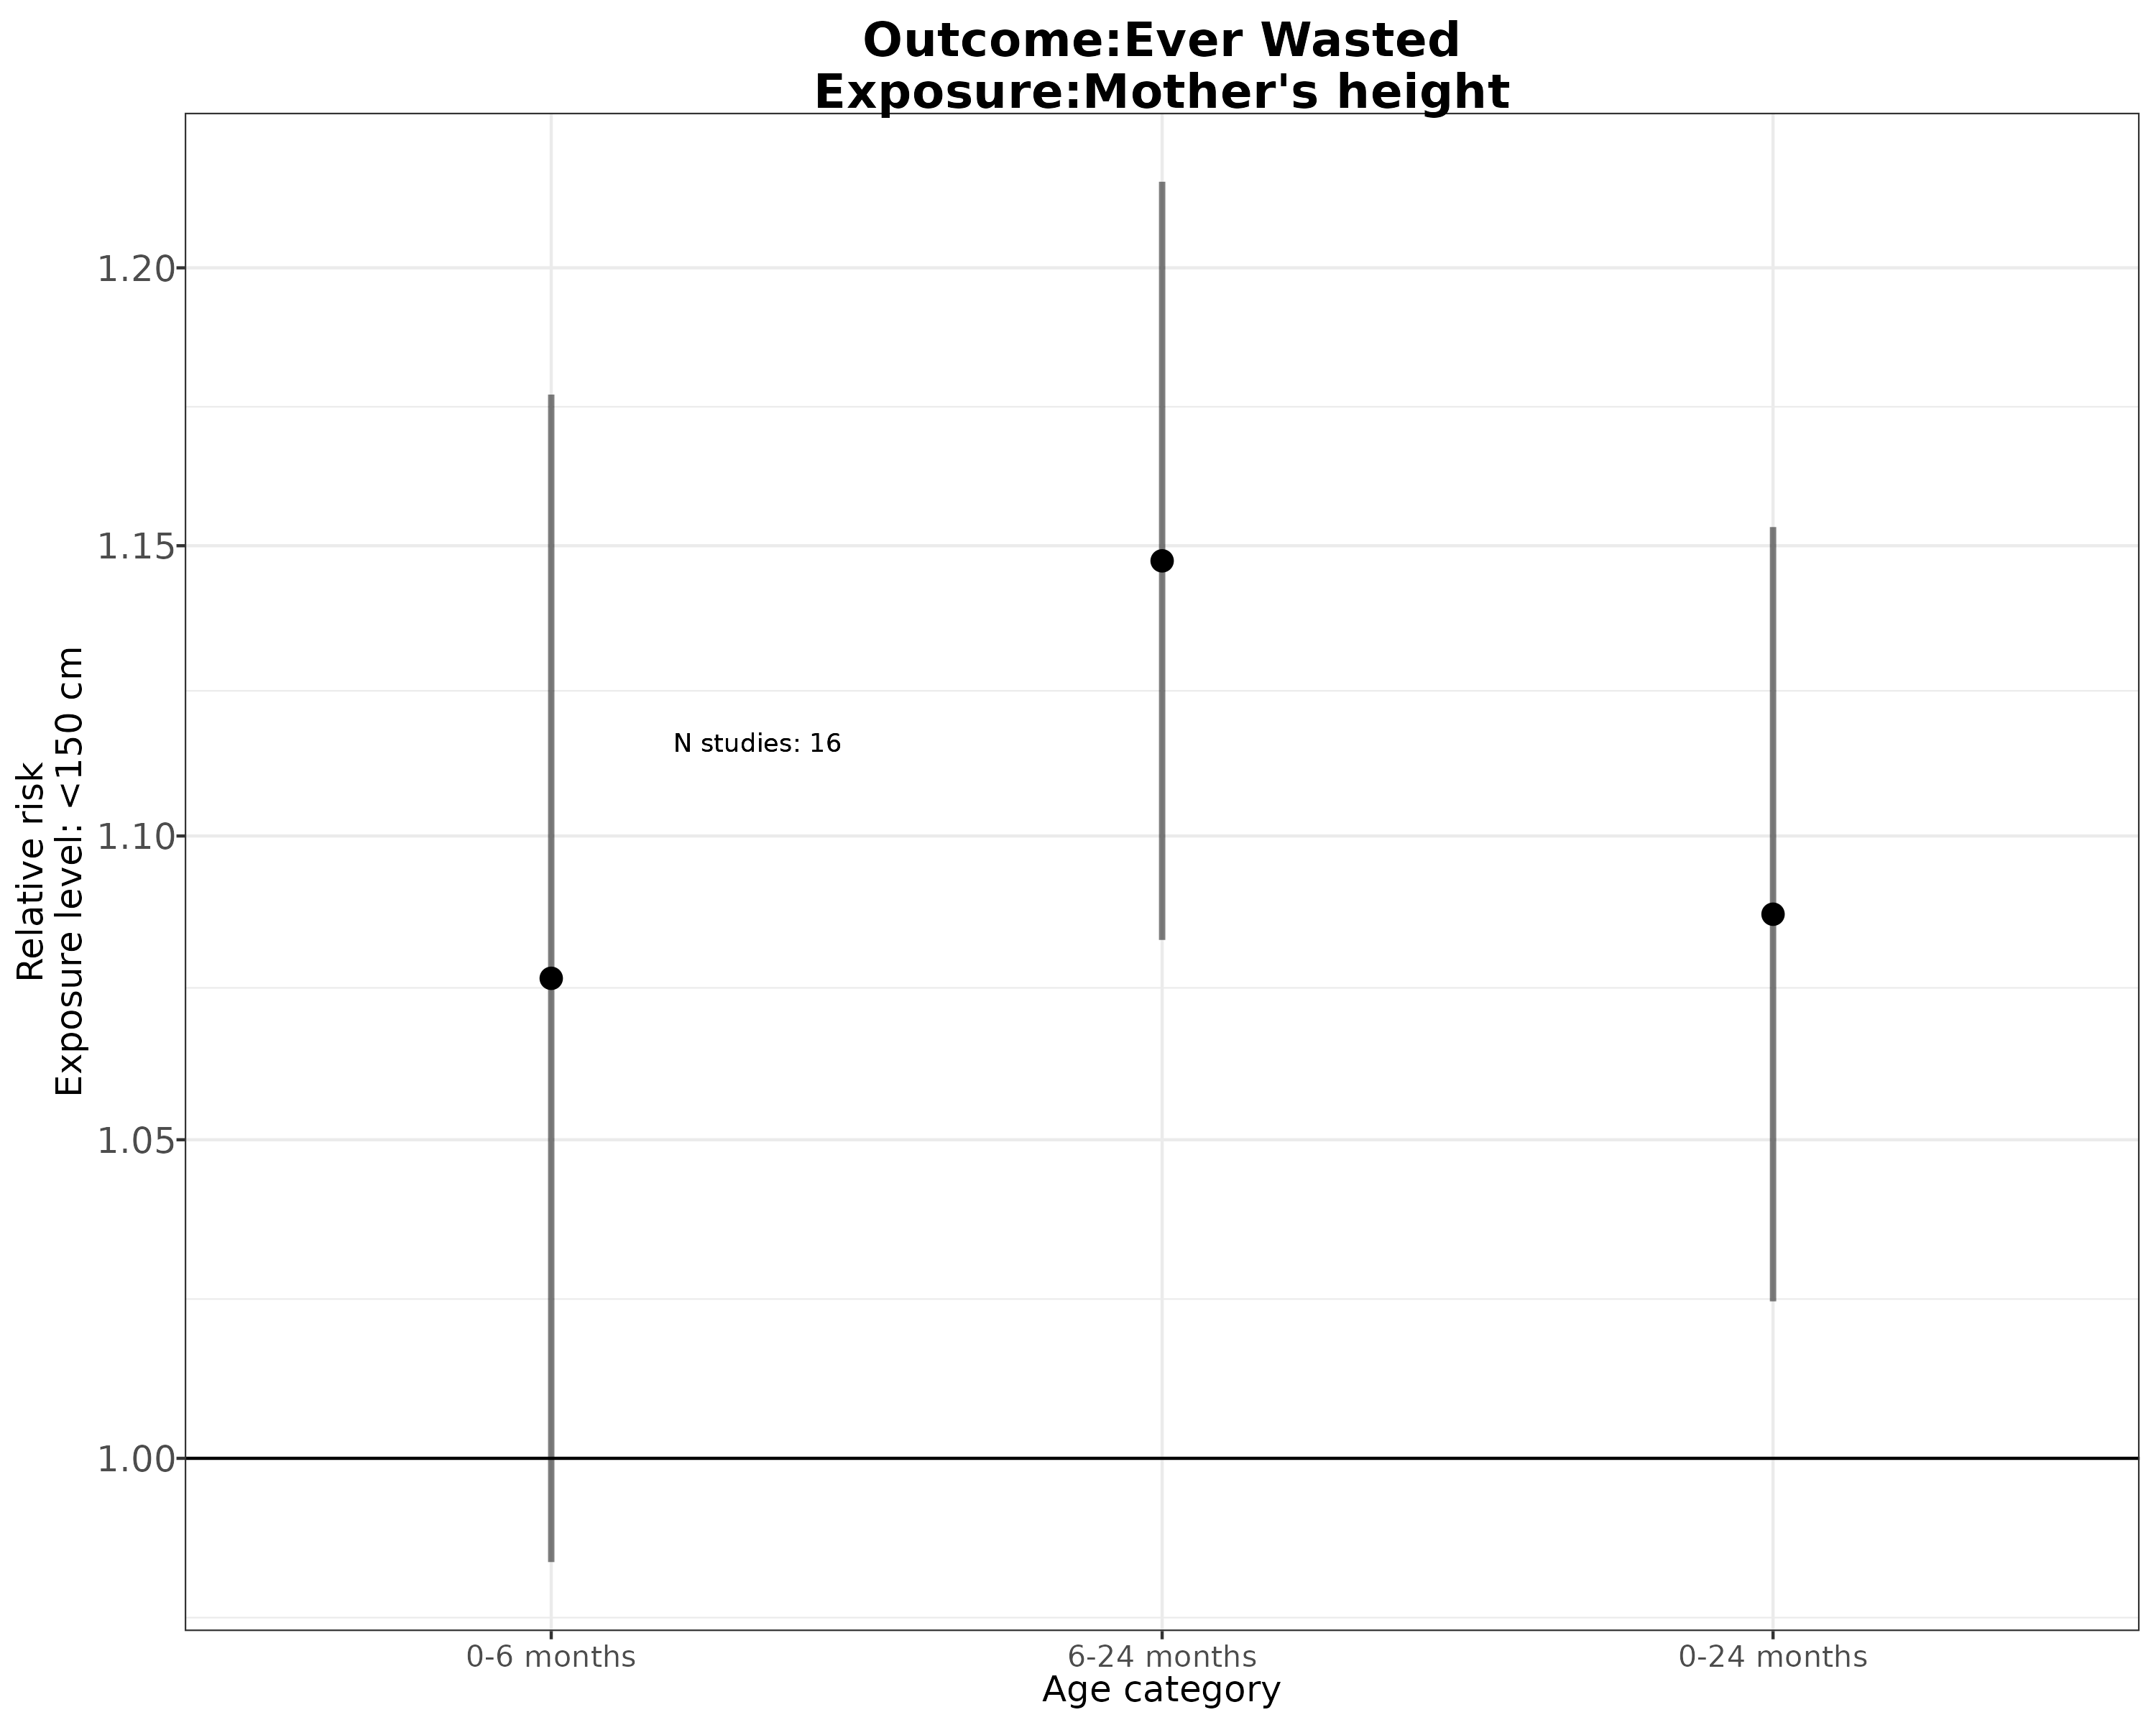 Outcome:Ever Wasted
Exposure:Mother's height
Relative risk
Exposure level: <150 cm
1.20
1.15
1.10
1.05
1.00
N studies: 16
0-6 months
6-24 months
0-24 months
Age category